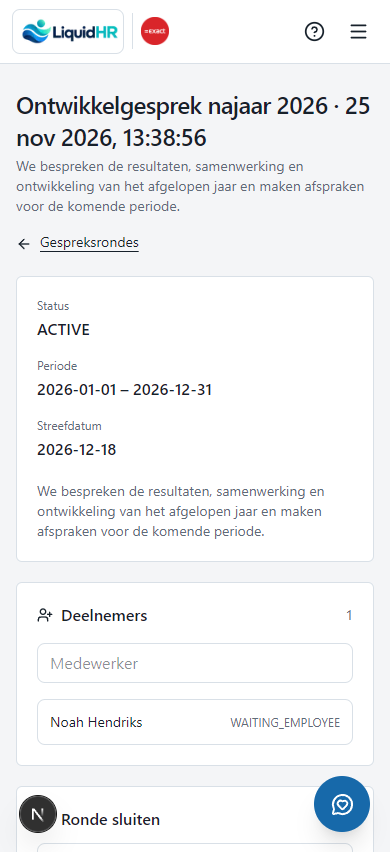 LiquidHR
=exact
Ontwikkelgesprek najaar 2026 · 25
nov 2026, 13:38:56
We bespreken de resultaten, samenwerking en
ontwikkeling van het afgelopen jaar en maken afspraken
voor de komende periode.
Gespreksrondes
Status
ACTIVE
Periode
2026-01-01 – 2026-12-31
Streefdatum
2026-12-18
We bespreken de resultaten, samenwerking en
ontwikkeling van het afgelopen jaar en maken
afspraken voor de komende periode.
Deelnemers 1
Medewerker
Noah Hendriks WAITING_EMPLOYEE
N Ronde sluiten